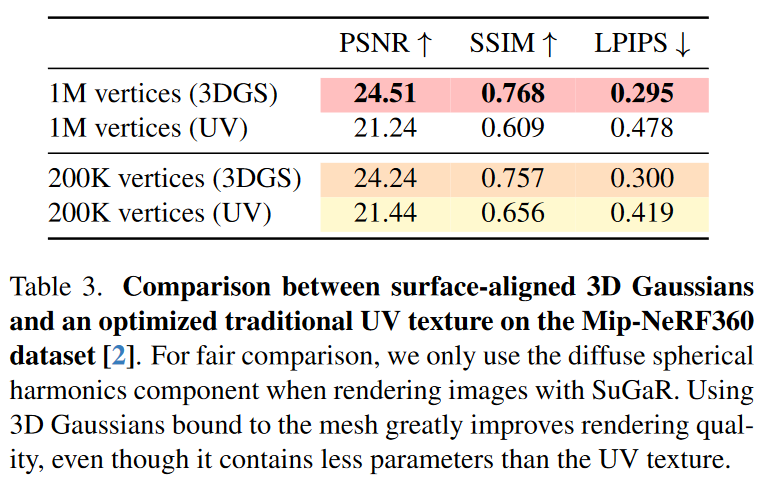 PSNR ↑ SSIM ↑ LPIPS ↓
1M vertices (3DGS) 24.51 0.768 0.295
1M vertices (UV) 21.24 0.609 0.478
200K vertices (3DGS) 24.24 0.757 0.300
200K vertices (UV) 21.44 0.656 0.419
Table 3. Comparison between surface-aligned 3D Gaussians
and an optimized traditional UV texture on the Mip-NeRF360
dataset [2]. For fair comparison, we only use the diffuse spherical
harmonics component when rendering images with SuGaR. Using
3D Gaussians bound to the mesh greatly improves rendering qual-
ity, even though it contains less parameters than the UV texture.